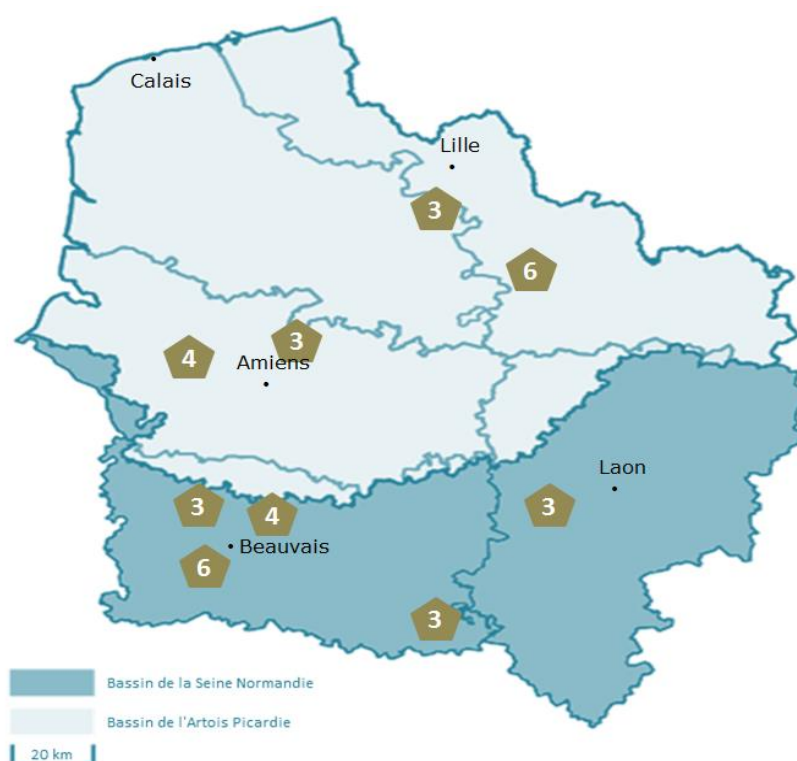 Calais
Lille
3
6
3
4
Amiens
Laon
3
4
3
Beauvais
6
3
Bassin de la Seine Normandie
Bassin de l'Artois Picardie
20 km